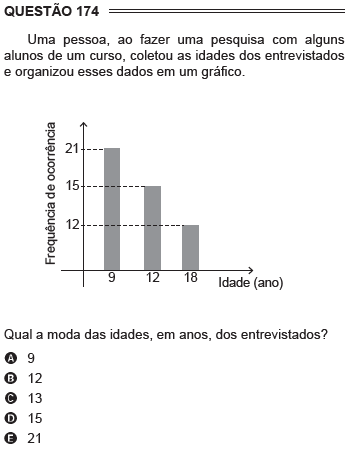 QUESTÃO 174
Uma pessoa, ao fazer uma pesquisa com alguns
alunos de um curso, coletou as idades dos entrevistados
e organizou esses dados em um gráfico.
Frequência de ocorrência
21
15
12
9 12 18
Idade (ano)
Qual a moda das idades, em anos, dos entrevistados?
A 9
B 12
C 13
D 15
E 21